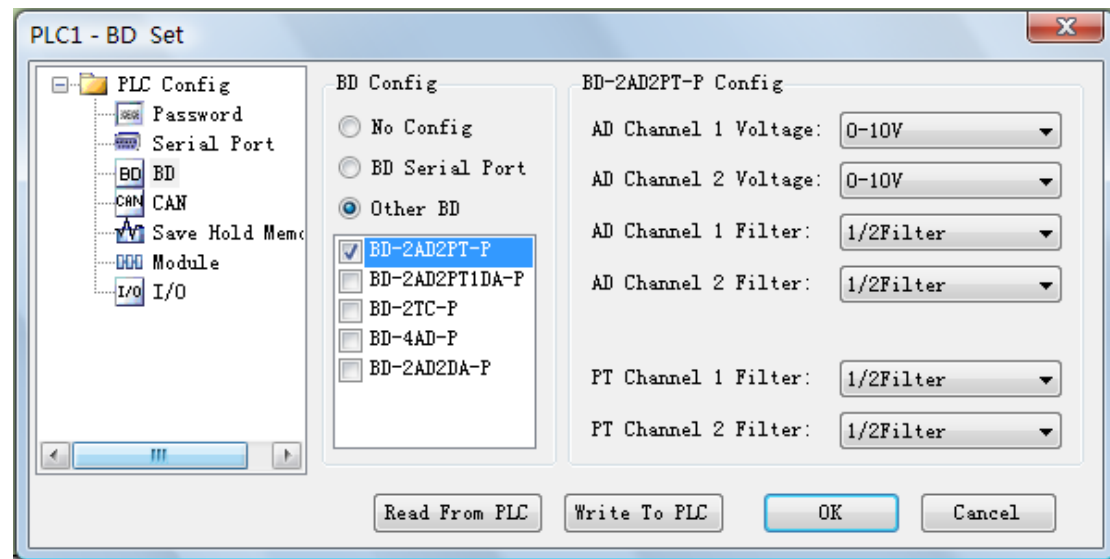 PLC1 - BD Set
PLC Config
Password
Serial Port
BD BD
CAN CAN
Save Hold Memo
Module
I/O I/O
BD Config
No Config
BD Serial Port
Other BD
BD-2AD2PT-P
BD-2AD2PT1DA-P
BD-2TC-P
BD-4AD-P
BD-2AD2DA-P
BD-2AD2PT-P Config
AD Channel 1 Voltage: 0-10V
AD Channel 2 Voltage: 0-10V
AD Channel 1 Filter: 1/2Filter
AD Channel 2 Filter: 1/2Filter
PT Channel 1 Filter: 1/2Filter
PT Channel 2 Filter: 1/2Filter
Read From PLC Write To PLC OK Cancel